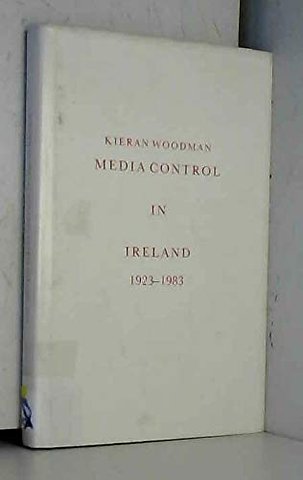 KIERAN WOODMAN
MEDIA CONTROL
IN
IRELAND
1923–1983